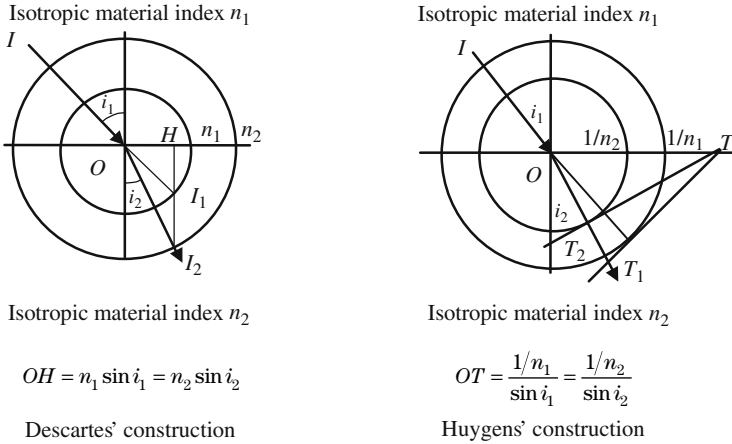 Isotropic material index n₁
I
i₁
H n₁ n₂
O
i₂
I₁
I₂
Isotropic material index n₂
OH = n₁ sin i₁ = n₂ sin i₂
Descartes' construction
Isotropic material index n₁
I
i₁
1/n₂ 1/n₁ T
O
i₂
T₂
T₁
Isotropic material index n₂
OT = (1/n₁)/(sin i₁) = (1/n₂)/(sin i₂)
Huygens' construction